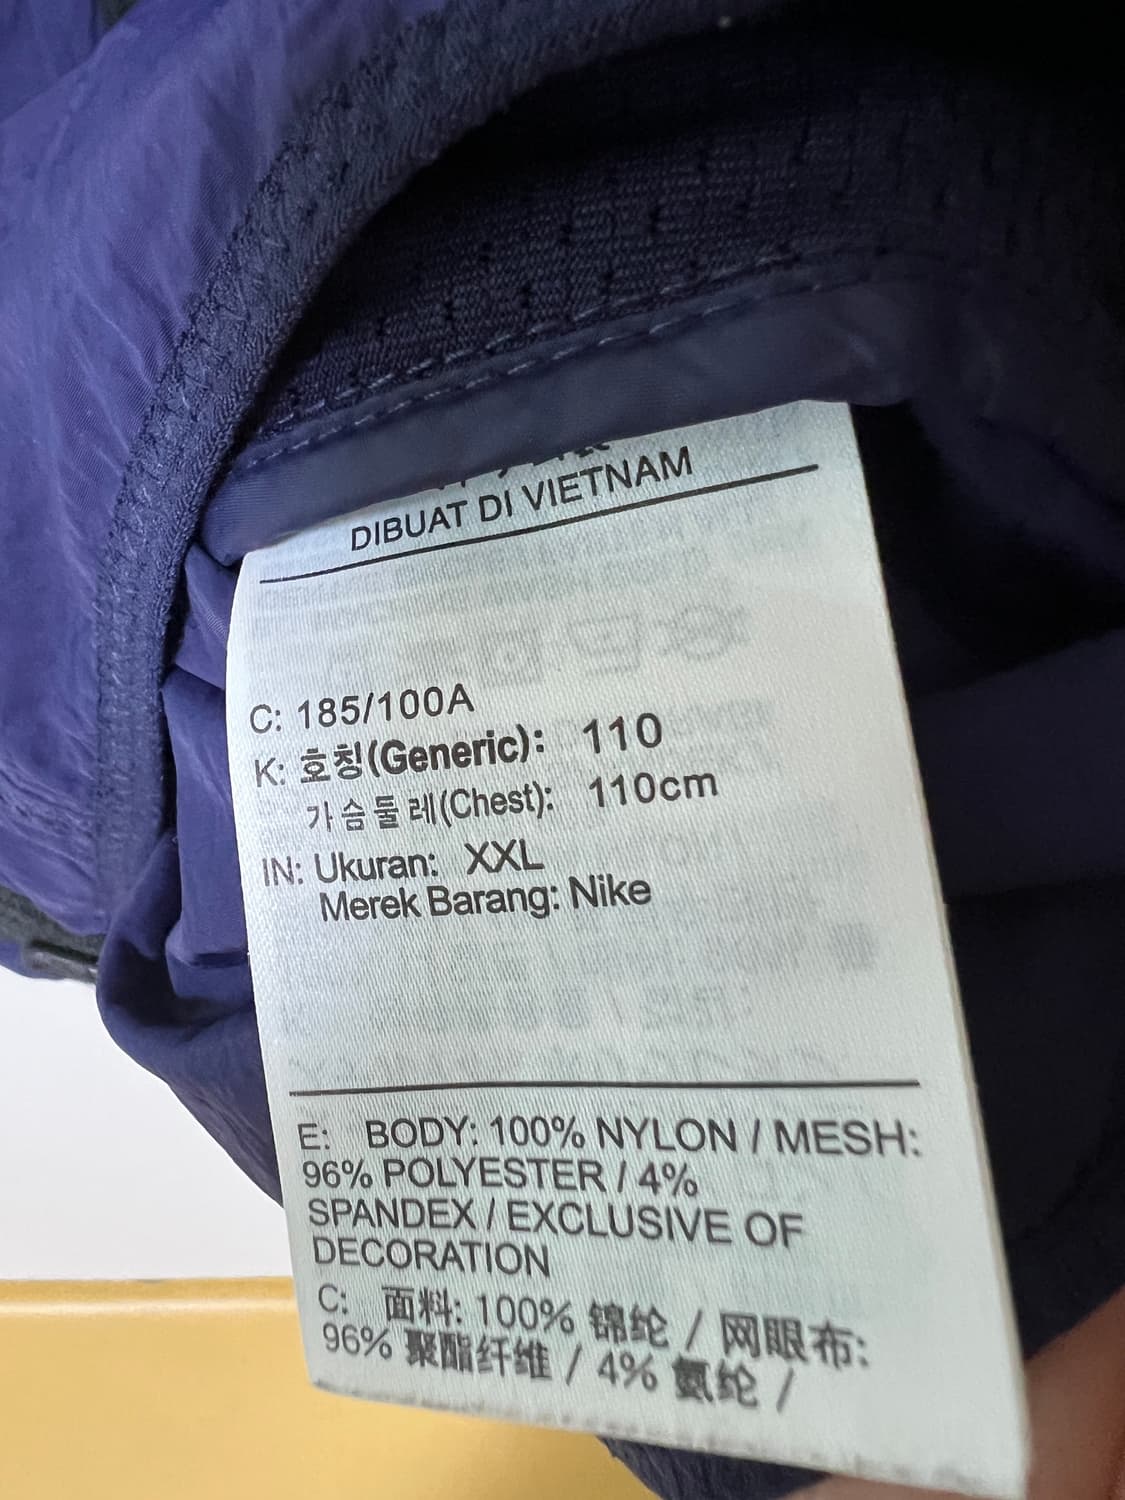 DIBUAT DI VIETNAM
C: 185/100A
K: 호칭(Generic): 110
가슴둘레(Chest): 110cm
IN: Ukuran: XXL
Merek Barang: Nike
E: BODY: 100% NYLON / MESH:
96% POLYESTER / 4%
SPANDEX / EXCLUSIVE OF
DECORATION
C: 面料: 100% 锦纶 / 网眼布:
96% 聚酯纤维 / 4% 氨纶 /